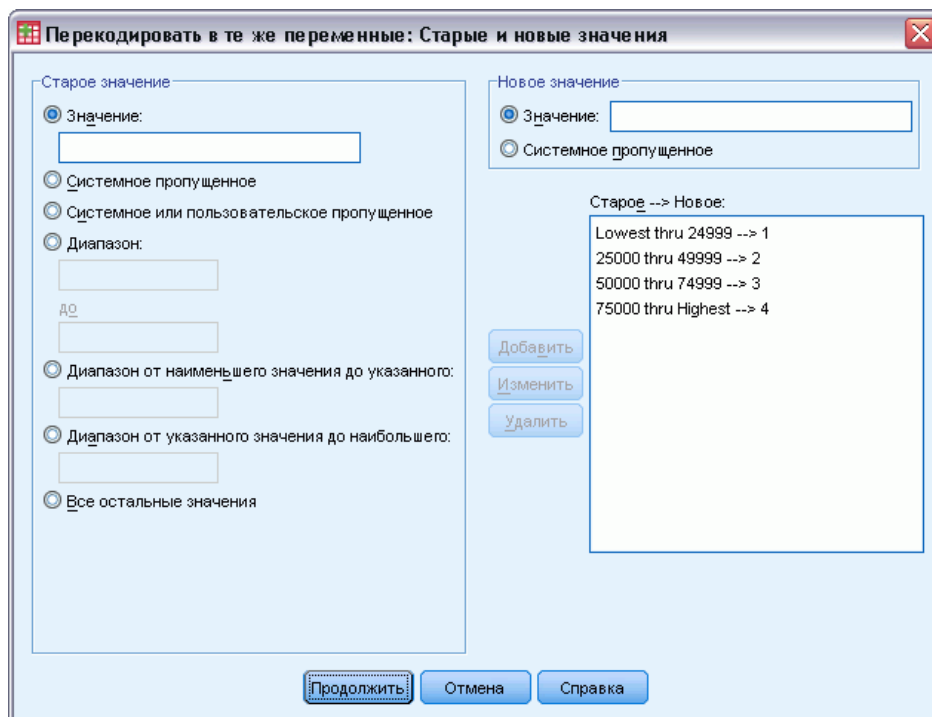 Перекодировать в те же переменные: Старые и новые значения
Старое значение
Значение:
Системное пропущенное
Системное или пользовательское пропущенное
Диапазон:
до
Диапазон от наименьшего значения до указанного:
Диапазон от указанного значения до наибольшего:
Все остальные значения
Новое значение
Значение:
Системное пропущенное
Старое --> Новое:
Lowest thru 24999 --> 1
25000 thru 49999 --> 2
50000 thru 74999 --> 3
75000 thru Highest --> 4
Добавить
Изменить
Удалить
Продолжить
Отмена
Справка